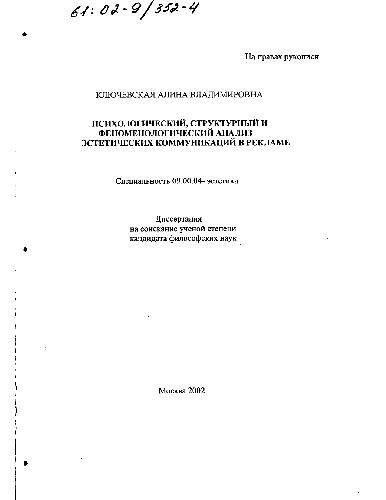 61:02-9/352-4
На правах рукописи
КЛЮЧЕВСКАЯ АЛИНА ВЛАДИМИРОВНА
ПСИХОЛОГИЧЕСКИЙ, СТРУКТУРНЫЙ И
ФЕНОМЕНОЛОГИЧЕСКИЙ АНАЛИЗ
ЭСТЕТИЧЕСКИХ КОММУНИКАЦИЙ В РЕКЛАМЕ
Специальность 09.00.04- эстетика
Диссертация
на соискание ученой степени
кандидата философских наук
Москва 2002